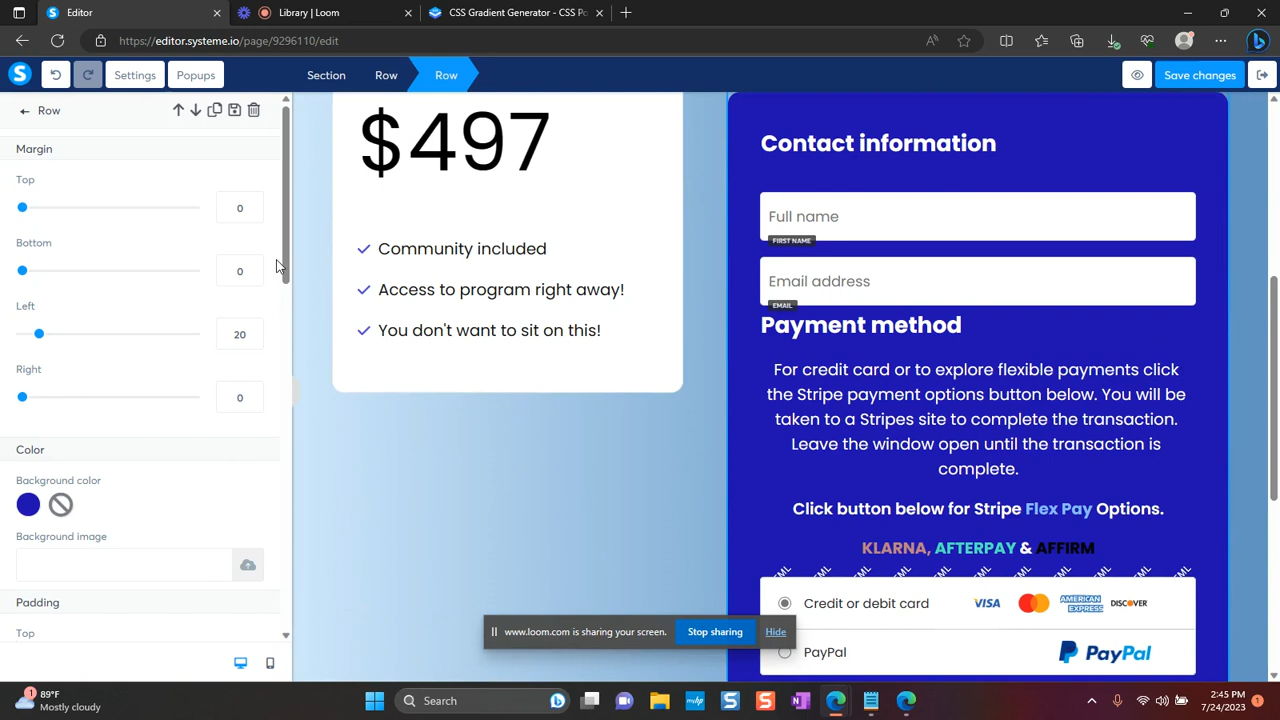 Editor
Library | Loom
CSS Gradient Generator - CSS Po
https://editor.systeme.io/page/9296110/edit
S
Settings
Popups
Section
Row
Row
Save changes
Row
Margin
Top
0
Bottom
0
Left
20
Right
0
Color
Background color
Background image
Padding
Top
$497
Community included
Access to program right away!
You don't want to sit on this!
Contact information
Full name
FIRST NAME
Email address
EMAIL
Payment method
For credit card or to explore flexible payments click
the Stripe payment options button below. You will be
taken to a Stripes site to complete the transaction.
Leave the window open until the transaction is
complete.
Click button below for Stripe Flex Pay Options.
KLARNA, AFTERPAY & AFFIRM
Credit or debit card
VISA
AMERICAN EXPRESS
DISCOVER
PayPal
PayPal
www.loom.com is sharing your screen.
Stop sharing
Hide
1
89°F
Mostly cloudy
Search
2:45 PM
7/24/2023
1